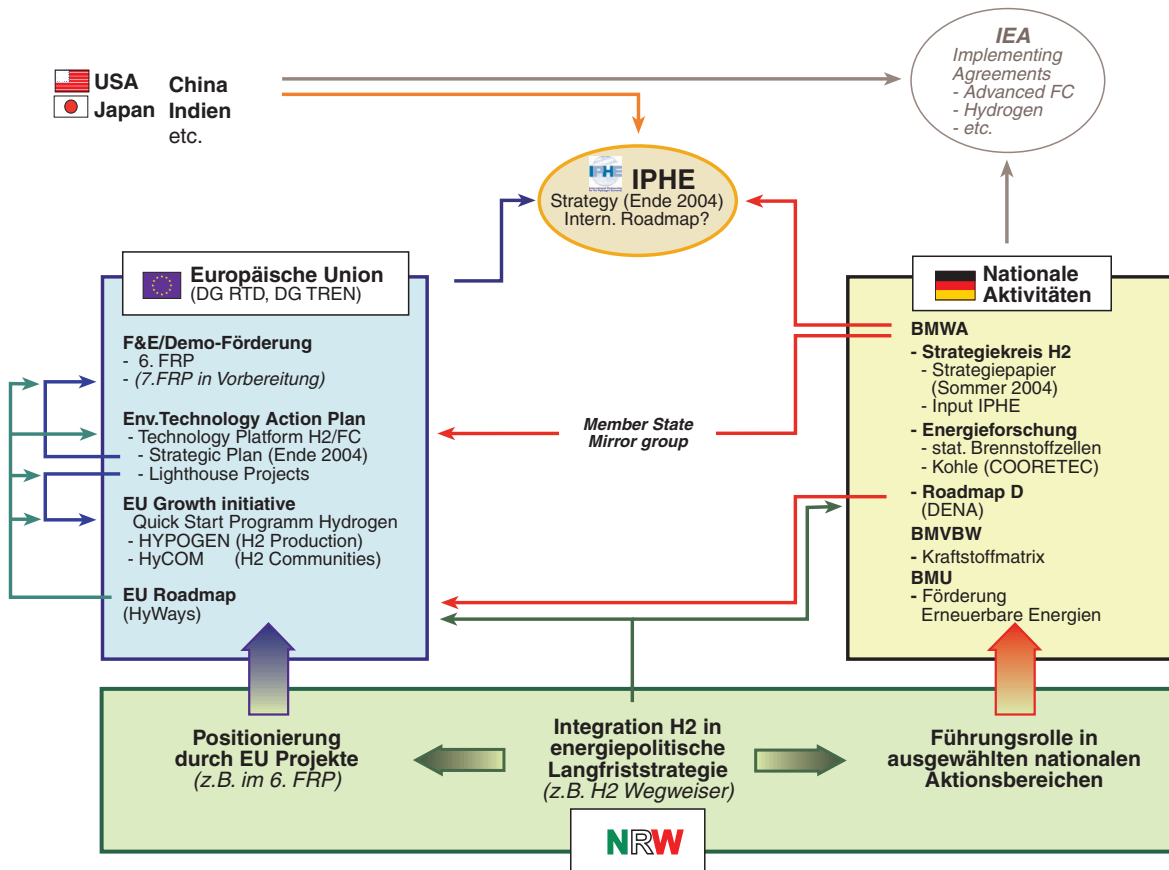 USA
Japan
China
Indien
etc.
IEA
Implementing
Agreements
- Advanced FC
- Hydrogen
- etc.
IPHE
IPHE
Strategy (Ende 2004)
Intern. Roadmap?
Europäische Union
(DG RTD, DG TREN)
F&E/Demo-Förderung
- 6. FRP
- (7.FRP in Vorbereitung)
Env.Technology Action Plan
- Technology Platform H2/FC
- Strategic Plan (Ende 2004)
- Lighthouse Projects
EU Growth initiative
Quick Start Programm Hydrogen
- HYPOGEN (H2 Production)
- HyCOM (H2 Communities)
EU Roadmap
(HyWays)
Member State
Mirror group
Nationale
Aktivitäten
BMWA
- Strategiekreis H2
- Strategiepapier
(Sommer 2004)
- Input IPHE
- Energieforschung
- stat. Brennstoffzellen
- Kohle (COORETEC)
- Roadmap D
(DENA)
BMVBW
- Kraftstoffmatrix
BMU
- Förderung
Erneuerbare Energien
Positionierung
durch EU Projekte
(z.B. im 6. FRP)
Integration H2 in
energiepolitische
Langfriststrategie
(z.B. H2 Wegweiser)
Führungsrolle in
ausgewählten nationalen
Aktionsbereichen
NRW